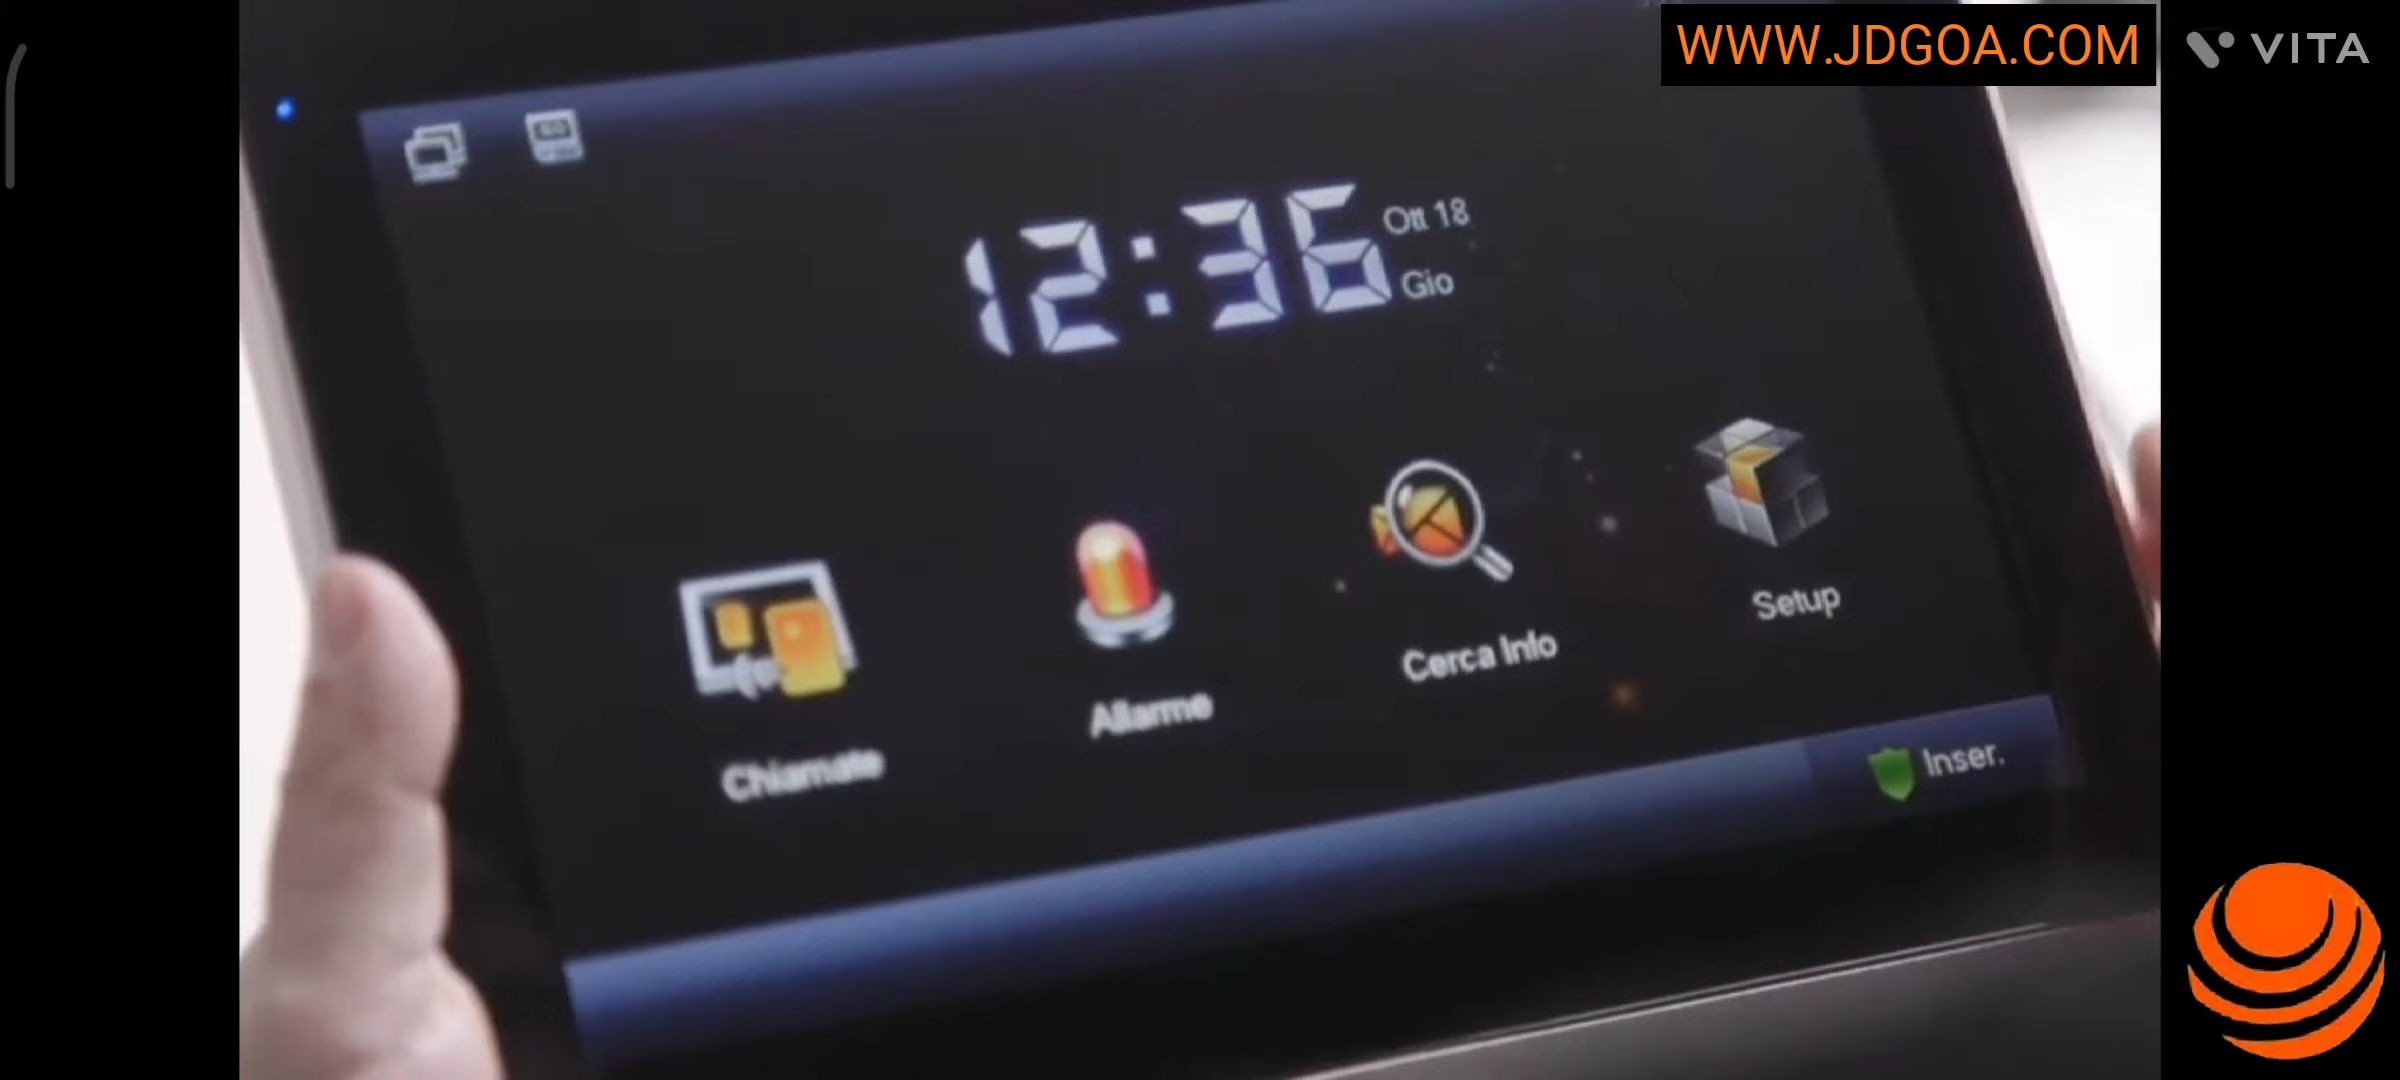 WWW.JDGOA.COM
VITA
12:36
Ott 18
Gio
Chiamate
Allarme
Cerca Info
Setup
Inser.